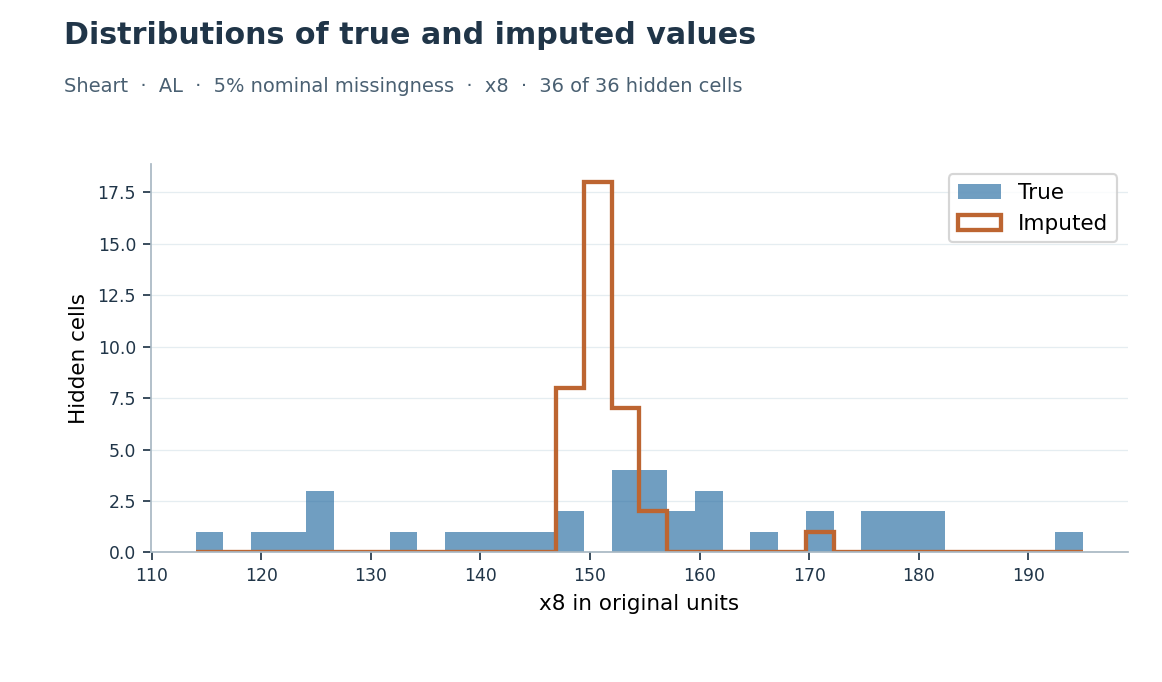 Distributions of true and imputed values
Sheart · AL · 5% nominal missingness · x8 · 36 of 36 hidden cells
True
Imputed
Hidden cells
17.5
15.0
12.5
10.0
7.5
5.0
2.5
0.0
110 120 130 140 150 160 170 180 190
x8 in original units